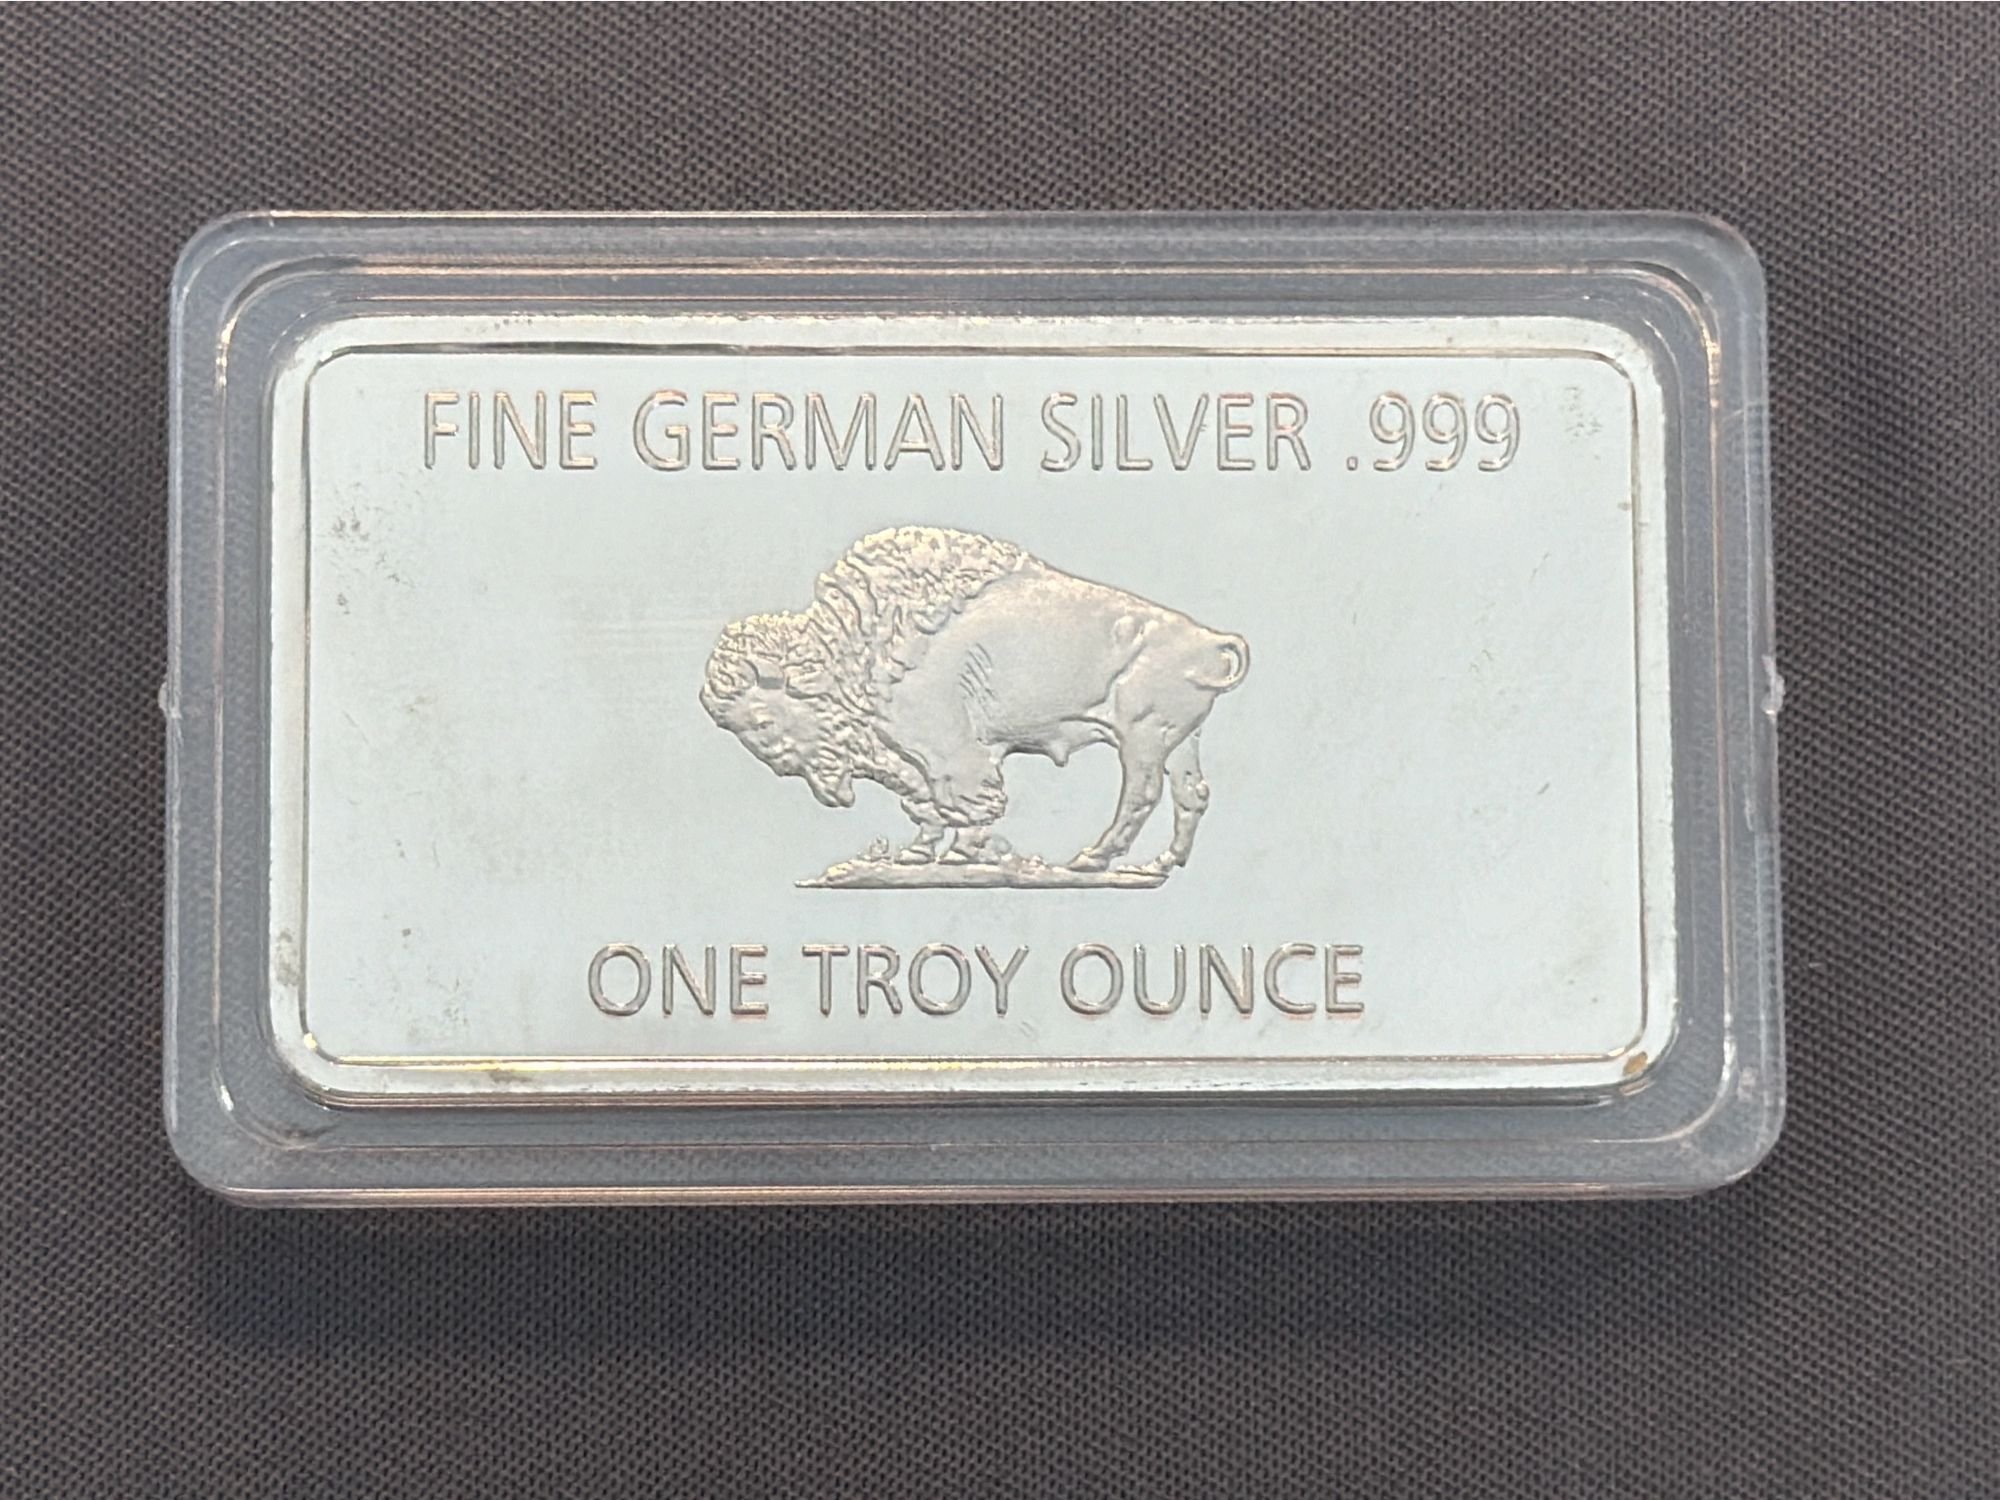 FINE GERMAN SILVER .999
ONE TROY OUNCE